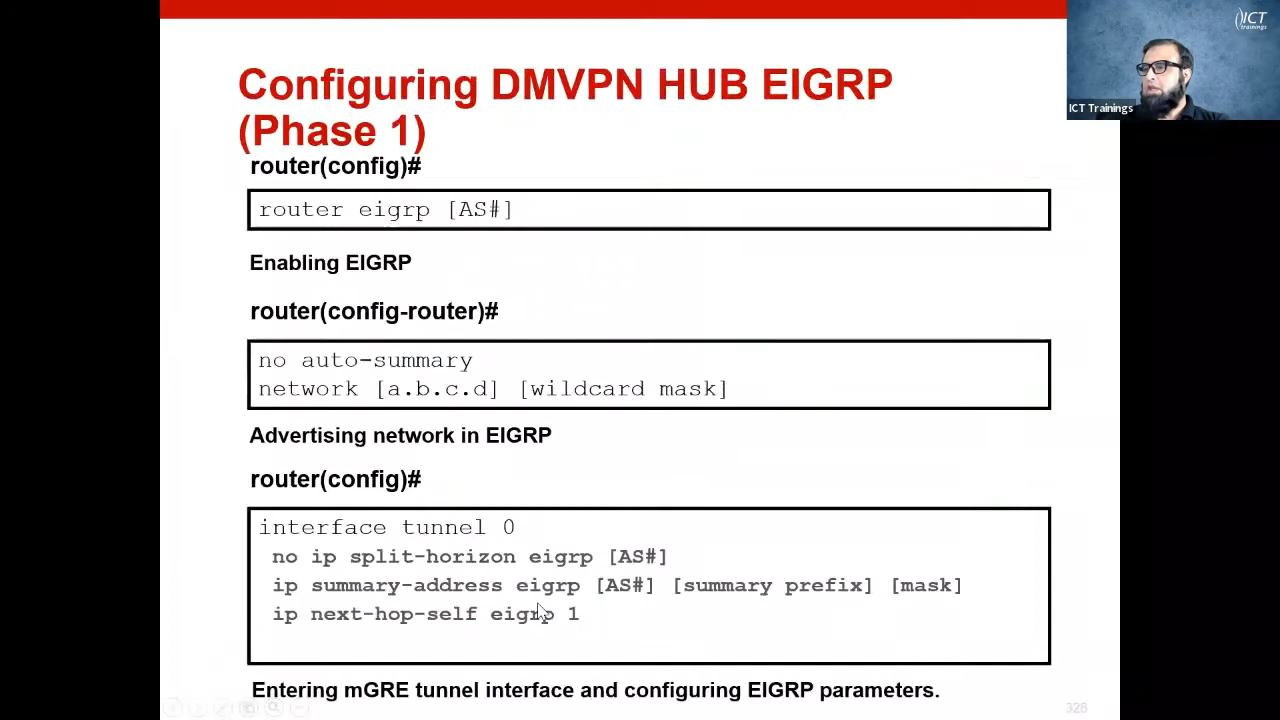 ICT
trainings
ICT Trainings
Configuring DMVPN HUB EIGRP
(Phase 1)
router(config)#
router eigrp [AS#]
Enabling EIGRP
router(config-router)#
no auto-summary
network [a.b.c.d] [wildcard mask]
Advertising network in EIGRP
router(config)#
interface tunnel 0
no ip split-horizon eigrp [AS#]
ip summary-address eigrp [AS#] [summary prefix] [mask]
ip next-hop-self eigrp 1
Entering mGRE tunnel interface and configuring EIGRP parameters.
326